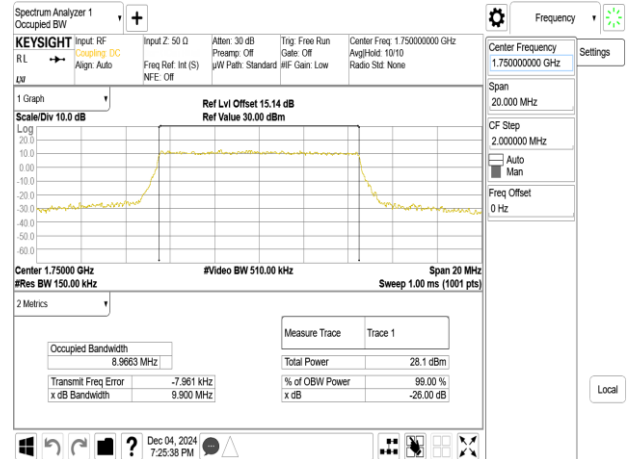 Spectrum Analyzer 1
Occupied BW
Frequency
Settings
KEYSIGHT
Input: RF
Input Z: 50 Ω
Atten: 30 dB
Trig: Free Run
Center Freq: 1.750000000 GHz
RL
Coupling: DC
Preamp: Off
Gate: Off
Avg|Hold: 10/10
Align: Auto
Freq Ref: Int (S)
µW Path: Standard
#IF Gain: Low
Radio Std: None
NFE: Off
LXI
Center Frequency
1.750000000 GHz
Span
20.000 MHz
CF Step
2.000000 MHz
Auto
Man
Freq Offset
0 Hz
Local
1 Graph
Ref Lvl Offset 15.14 dB
Scale/Div 10.0 dB
Ref Value 30.00 dBm
Log
20.0
10.0
0.00
-10.0
-20.0
-30.0
-40.0
-50.0
-60.0
Center 1.75000 GHz
#Video BW 510.00 kHz
Span 20 MHz
#Res BW 150.00 kHz
Sweep 1.00 ms (1001 pts)
2 Metrics
Measure Trace
Trace 1
Occupied Bandwidth
8.9663 MHz
Total Power
28.1 dBm
Transmit Freq Error
-7.961 kHz
% of OBW Power
99.00 %
x dB Bandwidth
9.900 MHz
x dB
-26.00 dB
?
Dec 04, 2024
7:25:38 PM